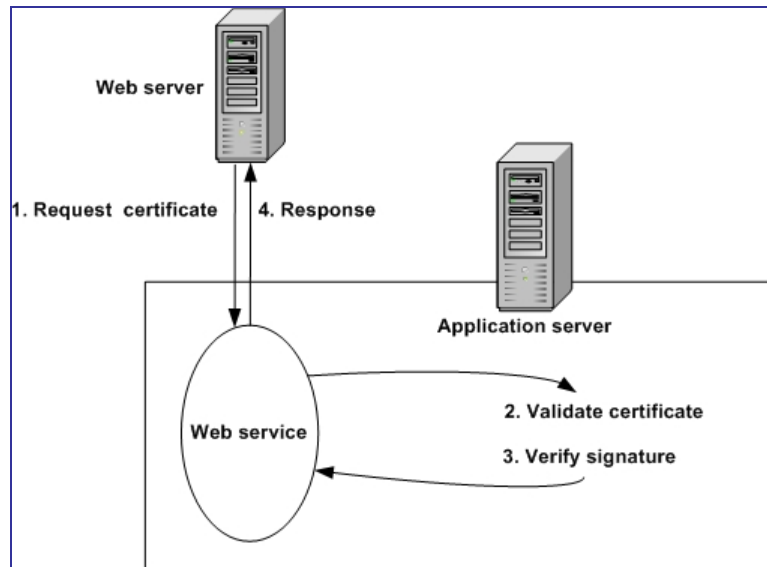 Web server
1. Request certificate
4. Response
Application server
Web service
2. Validate certificate
3. Verify signature